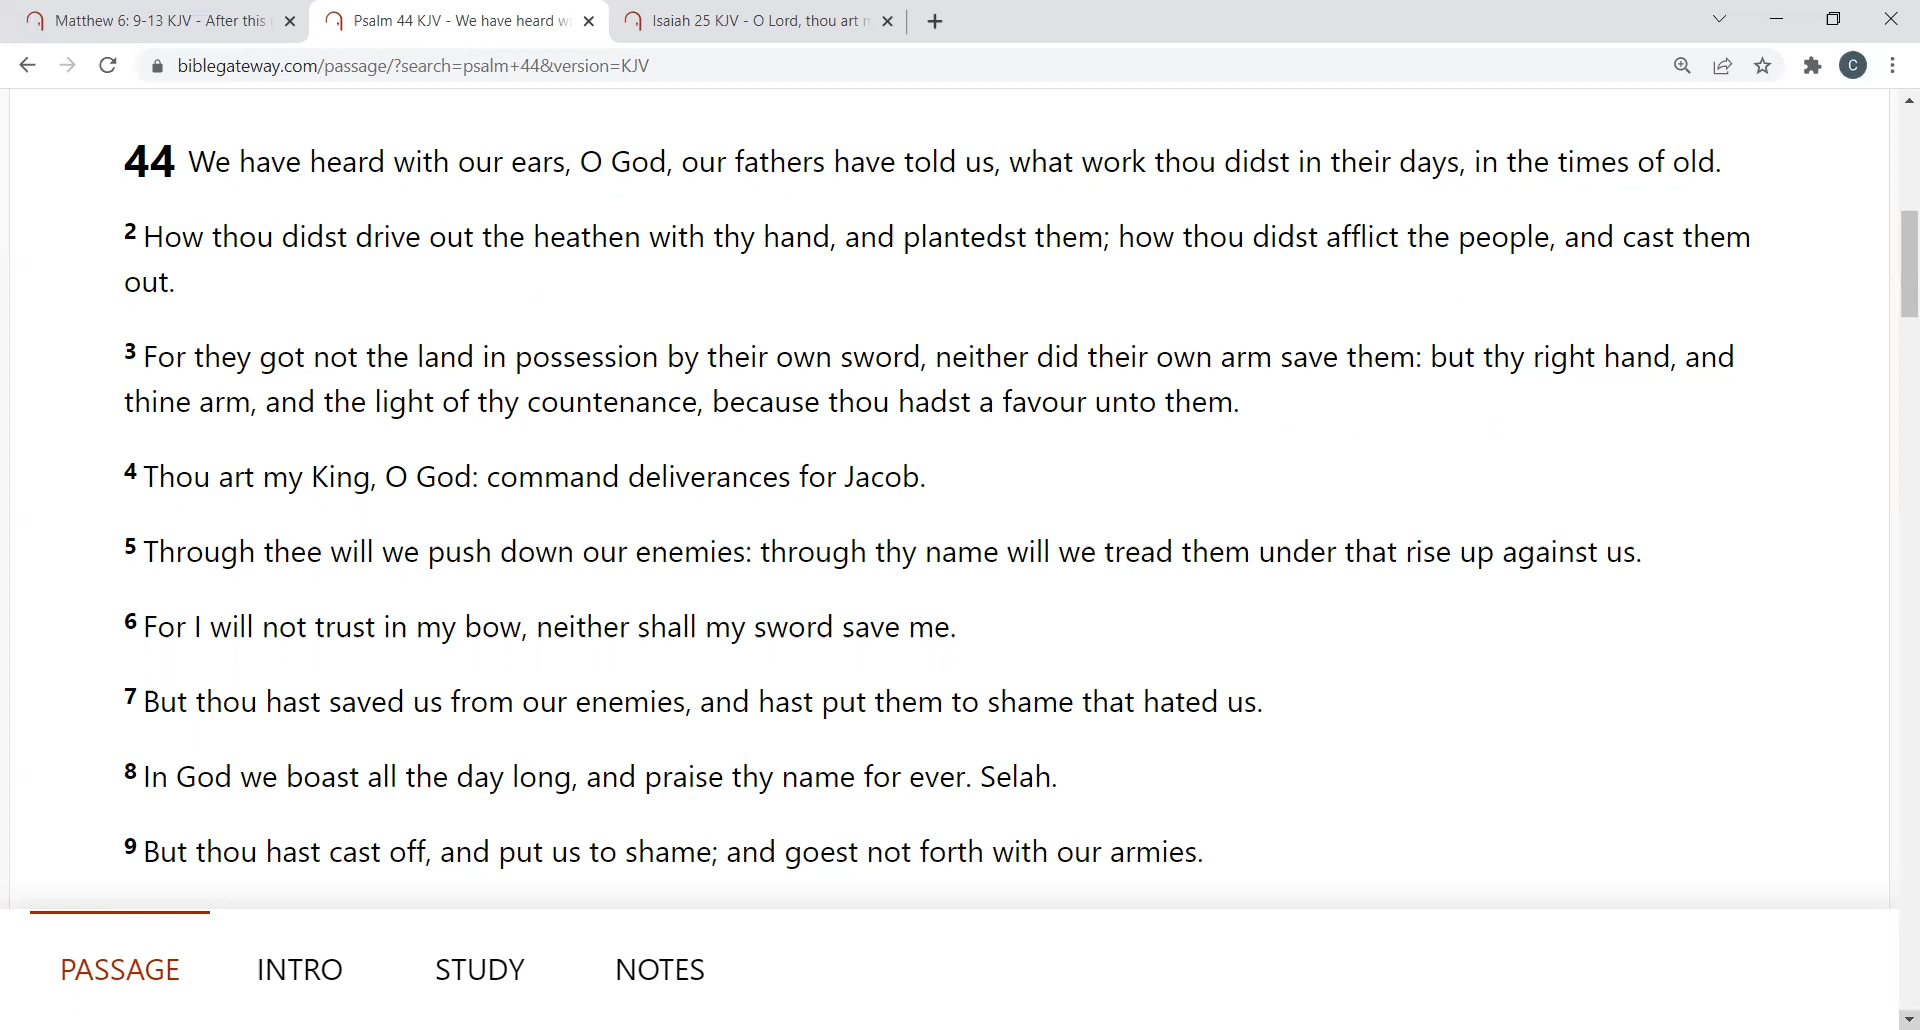 Matthew 6: 9-13 KJV - After this
Psalm 44 KJV - We have heard
Isaiah 25 KJV - O Lord, thou art
biblegateway.com/passage/?search=psalm+44&version=KJV
C
44 We have heard with our ears, O God, our fathers have told us, what work thou didst in their days, in the times of old.
2 How thou didst drive out the heathen with thy hand, and plantedst them; how thou didst afflict the people, and cast them
out.
3 For they got not the land in possession by their own sword, neither did their own arm save them: but thy right hand, and
thine arm, and the light of thy countenance, because thou hadst a favour unto them.
4 Thou art my King, O God: command deliverances for Jacob.
5 Through thee will we push down our enemies: through thy name will we tread them under that rise up against us.
6 For I will not trust in my bow, neither shall my sword save me.
7 But thou hast saved us from our enemies, and hast put them to shame that hated us.
8 In God we boast all the day long, and praise thy name for ever. Selah.
9 But thou hast cast off, and put us to shame; and goest not forth with our armies.
PASSAGE INTRO STUDY NOTES